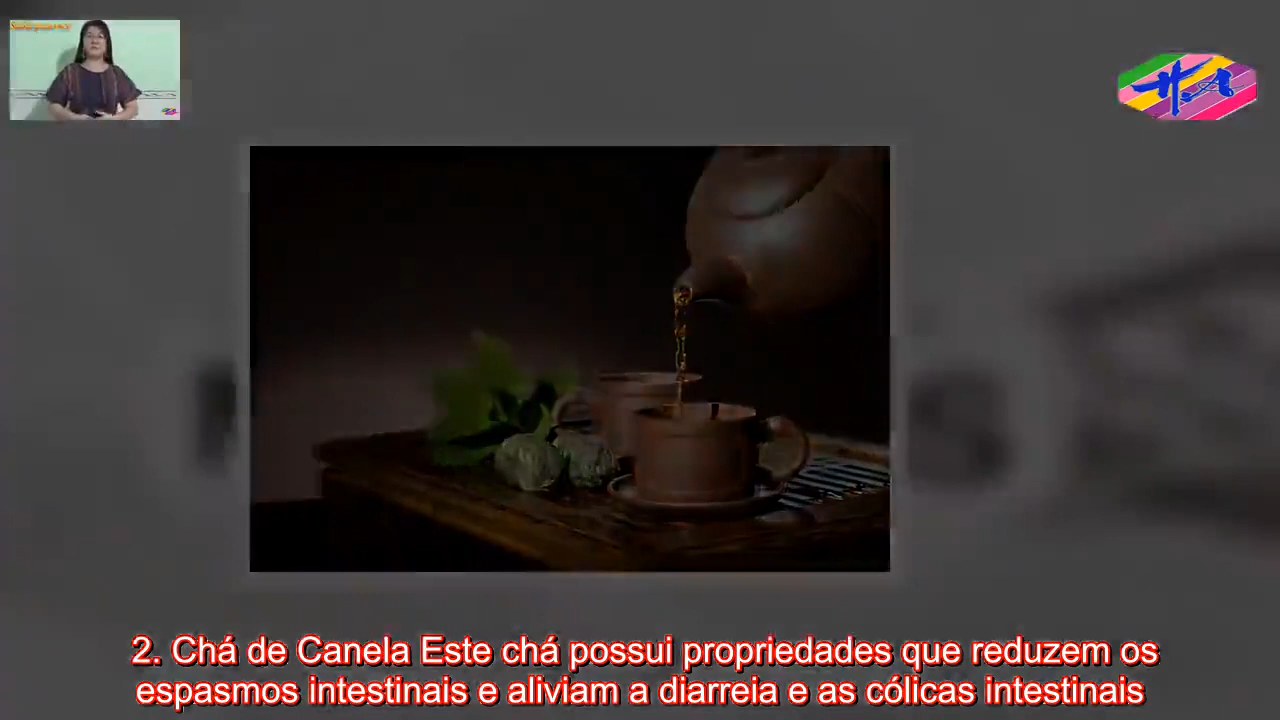 H.A
2. Chá de Canela Este chá possui propriedades que reduzem os
espasmos intestinais e aliviam a diarreia e as cólicas intestinais